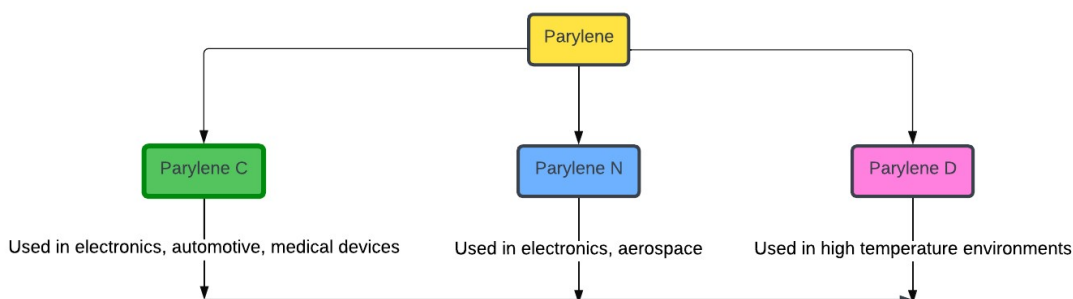 Parylene
Parylene C
Parylene N
Parylene D
Used in electronics, automotive, medical devices
Used in electronics, aerospace
Used in high temperature environments